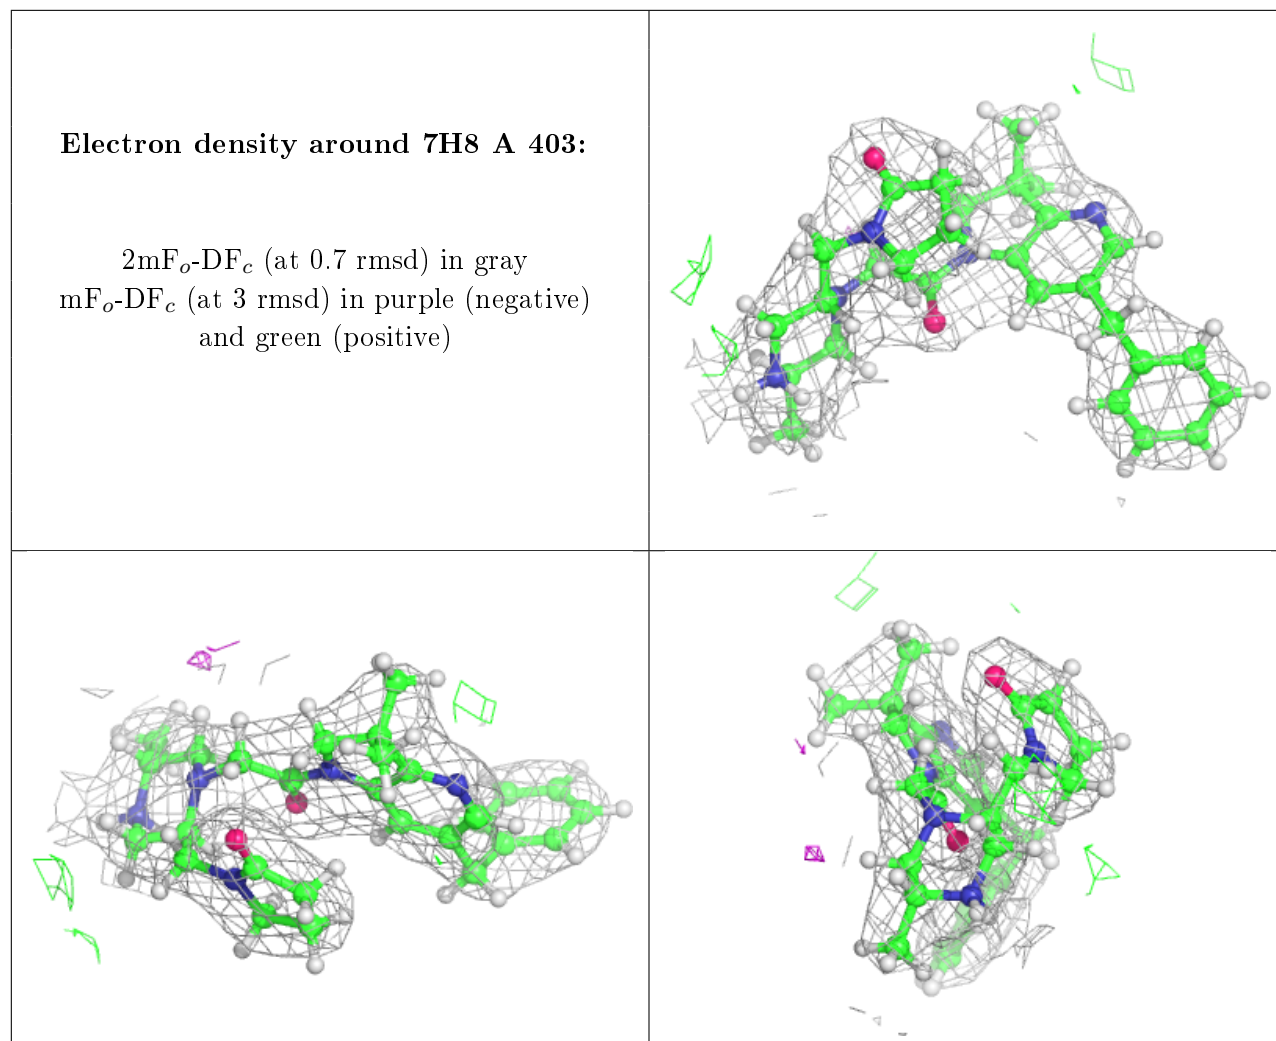 Electron density around 7H8 A 403:
2mFo-DFc (at 0.7 rmsd) in gray
mFo-DFc (at 3 rmsd) in purple (negative)
and green (positive)